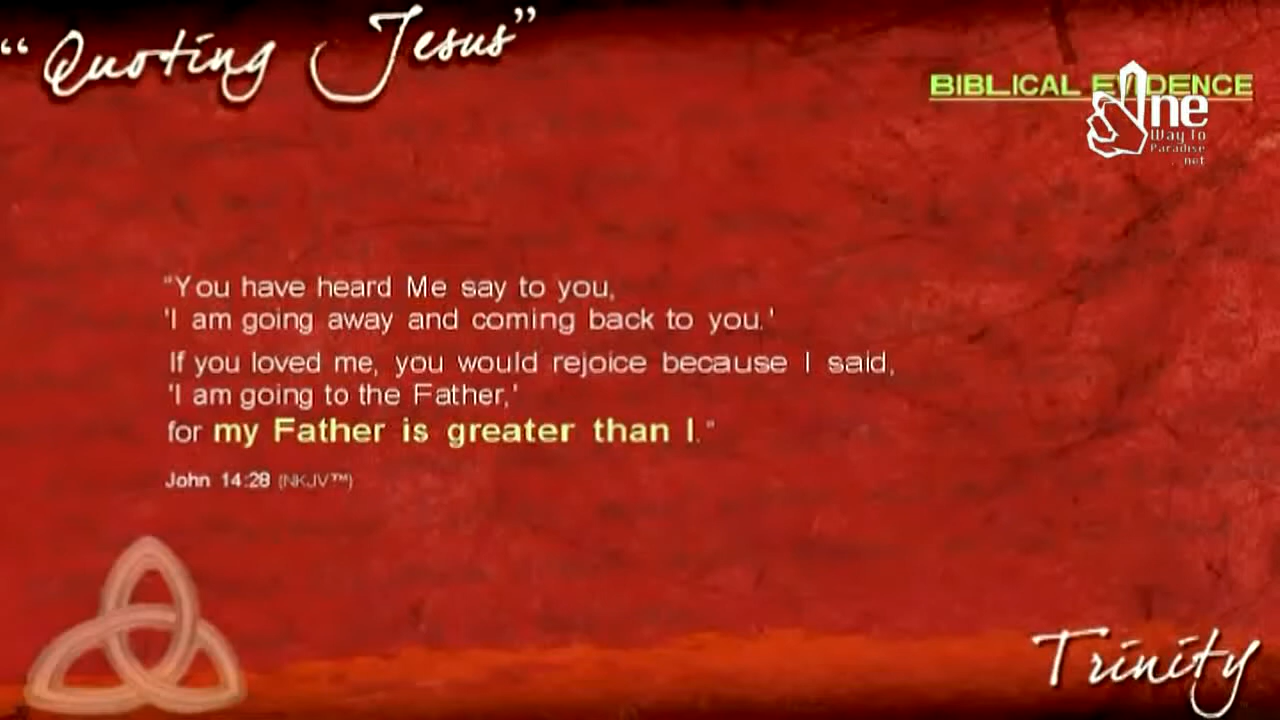 “Quoting Jesus”
BIBLICAL EVIDENCE
One
Way To
Paradise
.net
“You have heard Me say to you,
'I am going away and coming back to you.'
If you loved me, you would rejoice because I said,
'I am going to the Father,'
for my Father is greater than I.”
John 14:28 (NKJV™)
Trinity